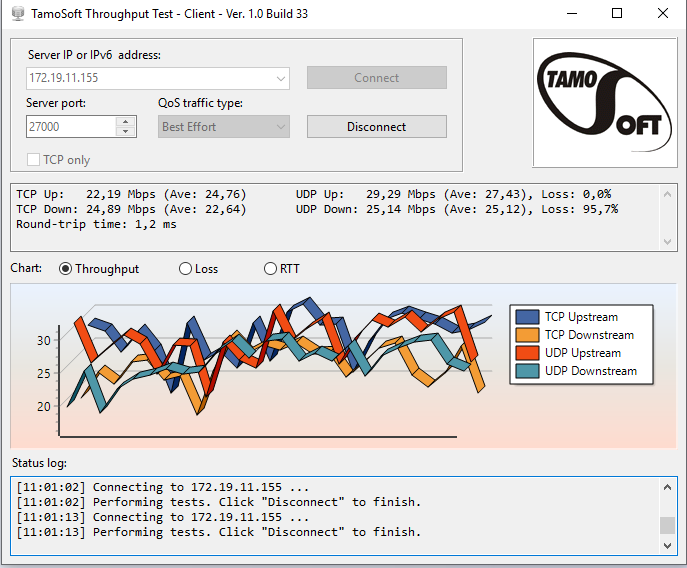 TamoSoft Throughput Test - Client - Ver. 1.0 Build 33
Server IP or IPv6 address:
172.19.11.155
Connect
Server port:
QoS traffic type:
27000
Best Effort
Disconnect
TCP only
TAMO
SOFT
TCP Up: 22,19 Mbps (Ave: 24,76) UDP Up: 29,29 Mbps (Ave: 27,43), Loss: 0,0%
TCP Down: 24,89 Mbps (Ave: 22,64) UDP Down: 25,14 Mbps (Ave: 25,12), Loss: 95,7%
Round-trip time: 1,2 ms
Chart: Throughput Loss RTT
30
25
20
TCP Upstream
TCP Downstream
UDP Upstream
UDP Downstream
Status log:
[11:01:02] Connecting to 172.19.11.155 ...
[11:01:02] Performing tests. Click "Disconnect" to finish.
[11:01:13] Connecting to 172.19.11.155 ...
[11:01:13] Performing tests. Click "Disconnect" to finish.